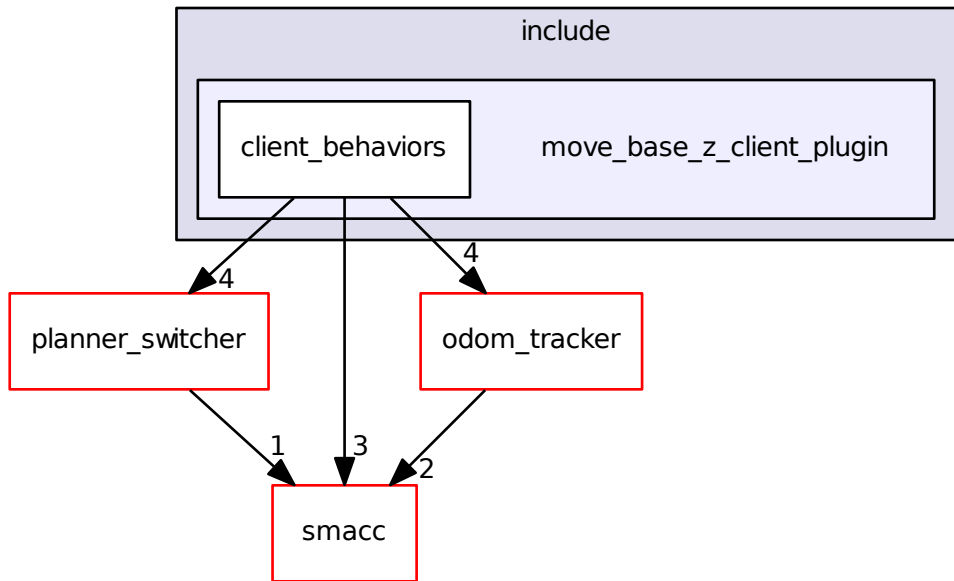 include
client_behaviors
move_base_z_client_plugin
4
4
planner_switcher
odom_tracker
1
3
2
smacc